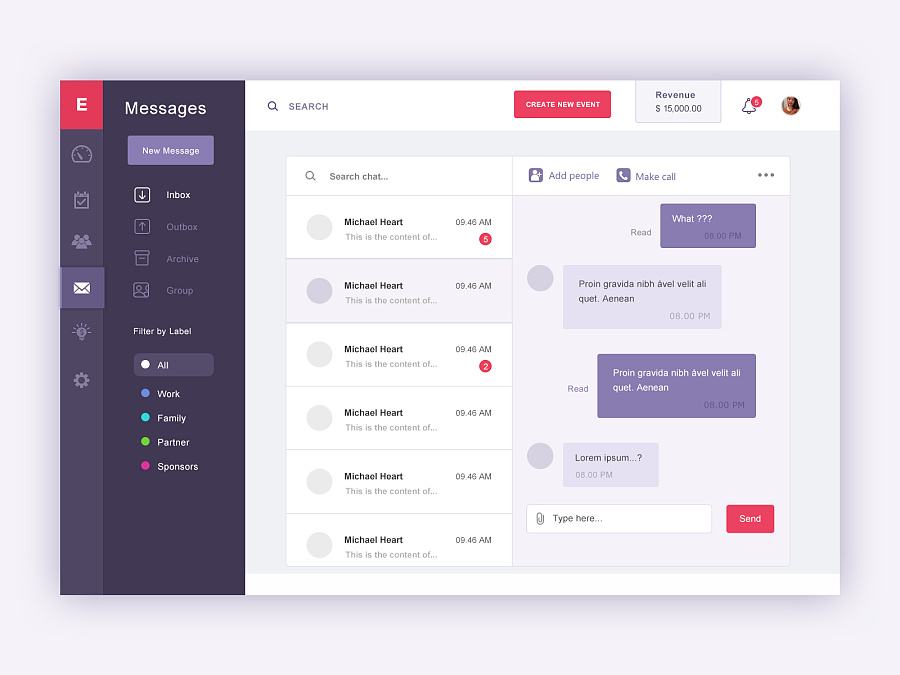 E
Messages
New Message
Inbox
Outbox
Archive
Group
Filter by Label
All
Work
Family
Partner
Sponsors
SEARCH
CREATE NEW EVENT
Revenue
$ 15,000.00
5
Search chat...
Michael Heart 09.46 AM
This is the content of... 5
Michael Heart 09.46 AM
This is the content of...
Michael Heart 09.46 AM
This is the content of... 2
Michael Heart 09.46 AM
This is the content of...
Michael Heart 09.46 AM
This is the content of...
Michael Heart 09.46 AM
This is the content of...
Add people Make call
What ???
Read 08.00 PM
Proin gravida nibh ável velit ali
quet. Aenean
08.00 PM
Proin gravida nibh ável velit ali
Read quet. Aenean
08.00 PM
Lorem ipsum...?
08.00 PM
Type here... Send